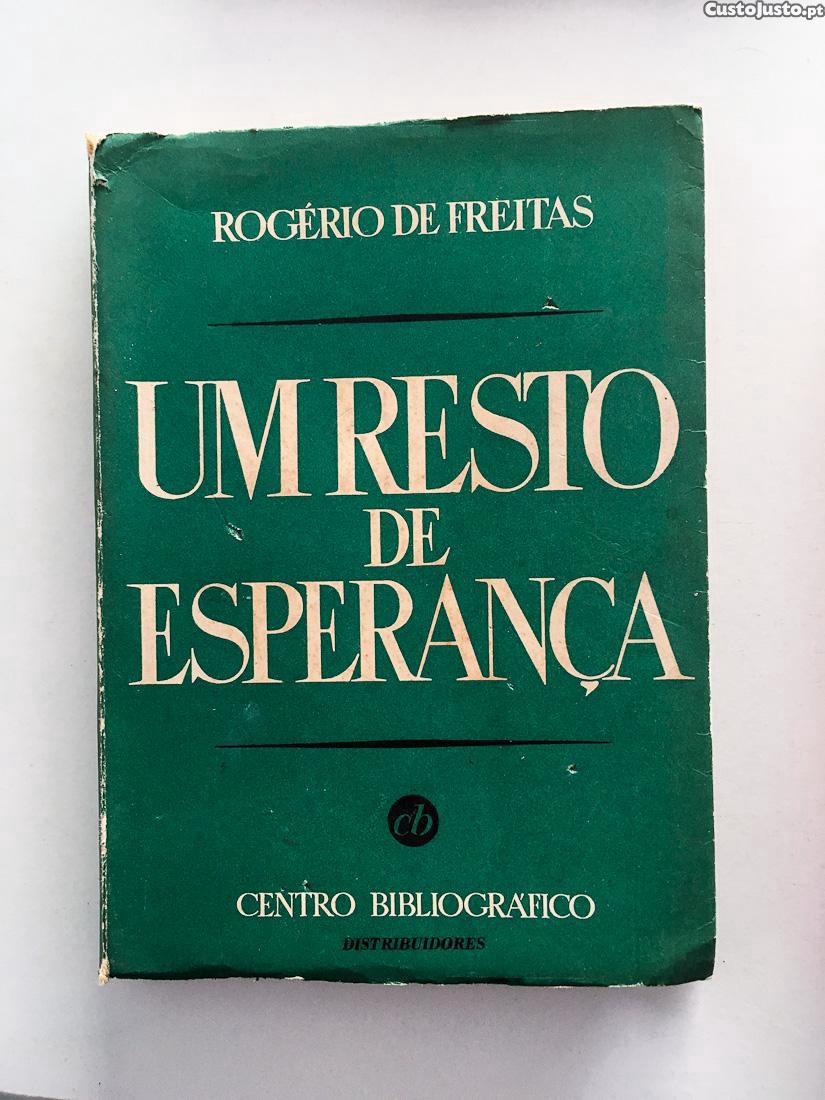 CustoJusto.pt
ROGÉRIO DE FREITAS
UM RESTO
DE
ESPERANÇA
cb
CENTRO BIBLIOGRÁFICO
DISTRIBUIDORES